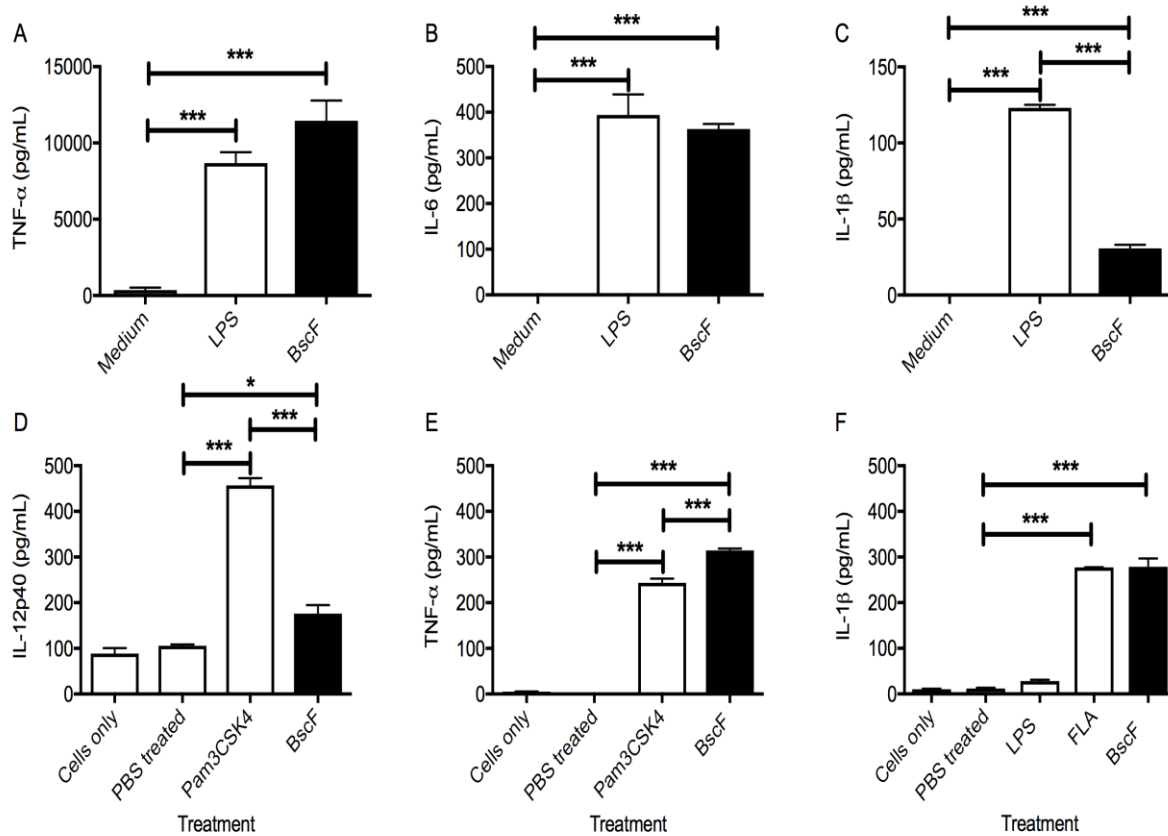 A
TNF-α (pg/mL)
15000
10000
5000
0
***
***
Medium
LPS
BscF
B
IL-6 (pg/mL)
500
400
300
200
100
0
***
***
Medum
LPS
BscF
C
IL-1β (pg/mL)
150
100
50
0
***
***
***
Medium
LPS
BscF
D
IL-12p40 (pg/mL)
500
400
300
200
100
0
*
***
***
Cells only
PBS treated
Pam3CSK4
BscF
Treatment
E
TNF-α (pg/mL)
500
400
300
200
100
0
***
***
***
Cells only
PBS treated
Pam3CSK4
BscF
Treatment
F
IL-1β (pg/mL)
500
400
300
200
100
0
***
***
Cells only
PBS treated
LPS
FLA
BscF
Treatment